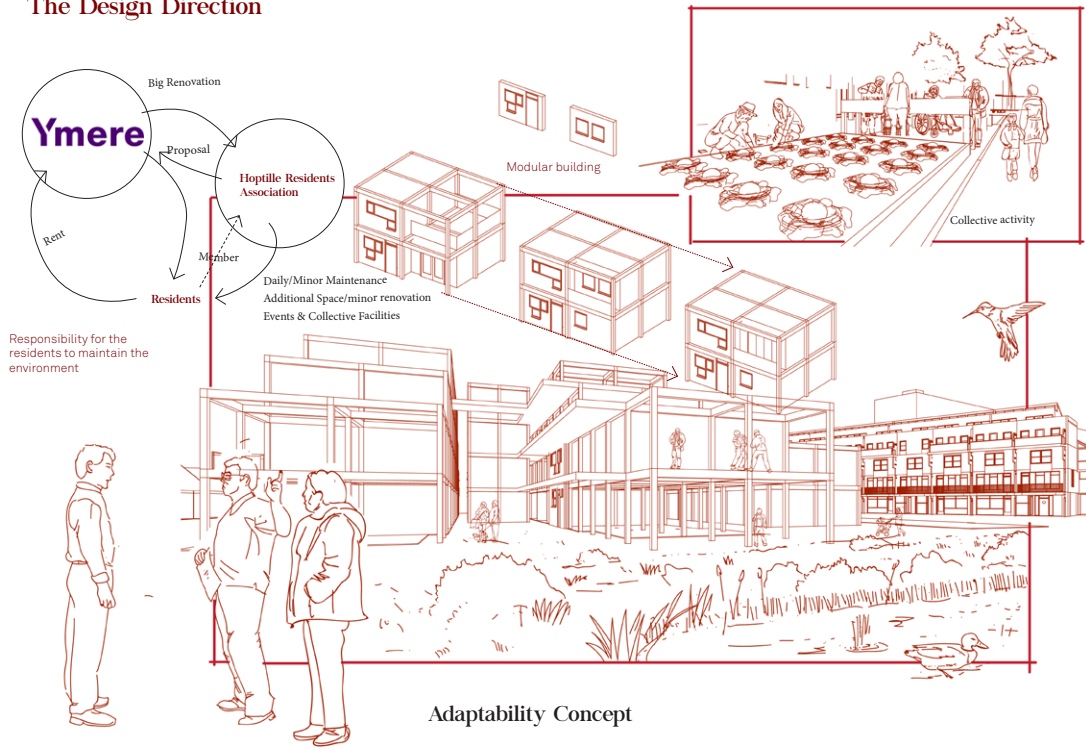 The Design Direction
Big Renovation
Ymere
Proposal
Hoptille Residents
Association
Modular building
Collective activity
Rent
Member
Residents
Daily/Minor Maintenance
Additional Space/minor renovation
Events & Collective Facilities
Responsibility for the
residents to maintain the
environment
Adaptability Concept